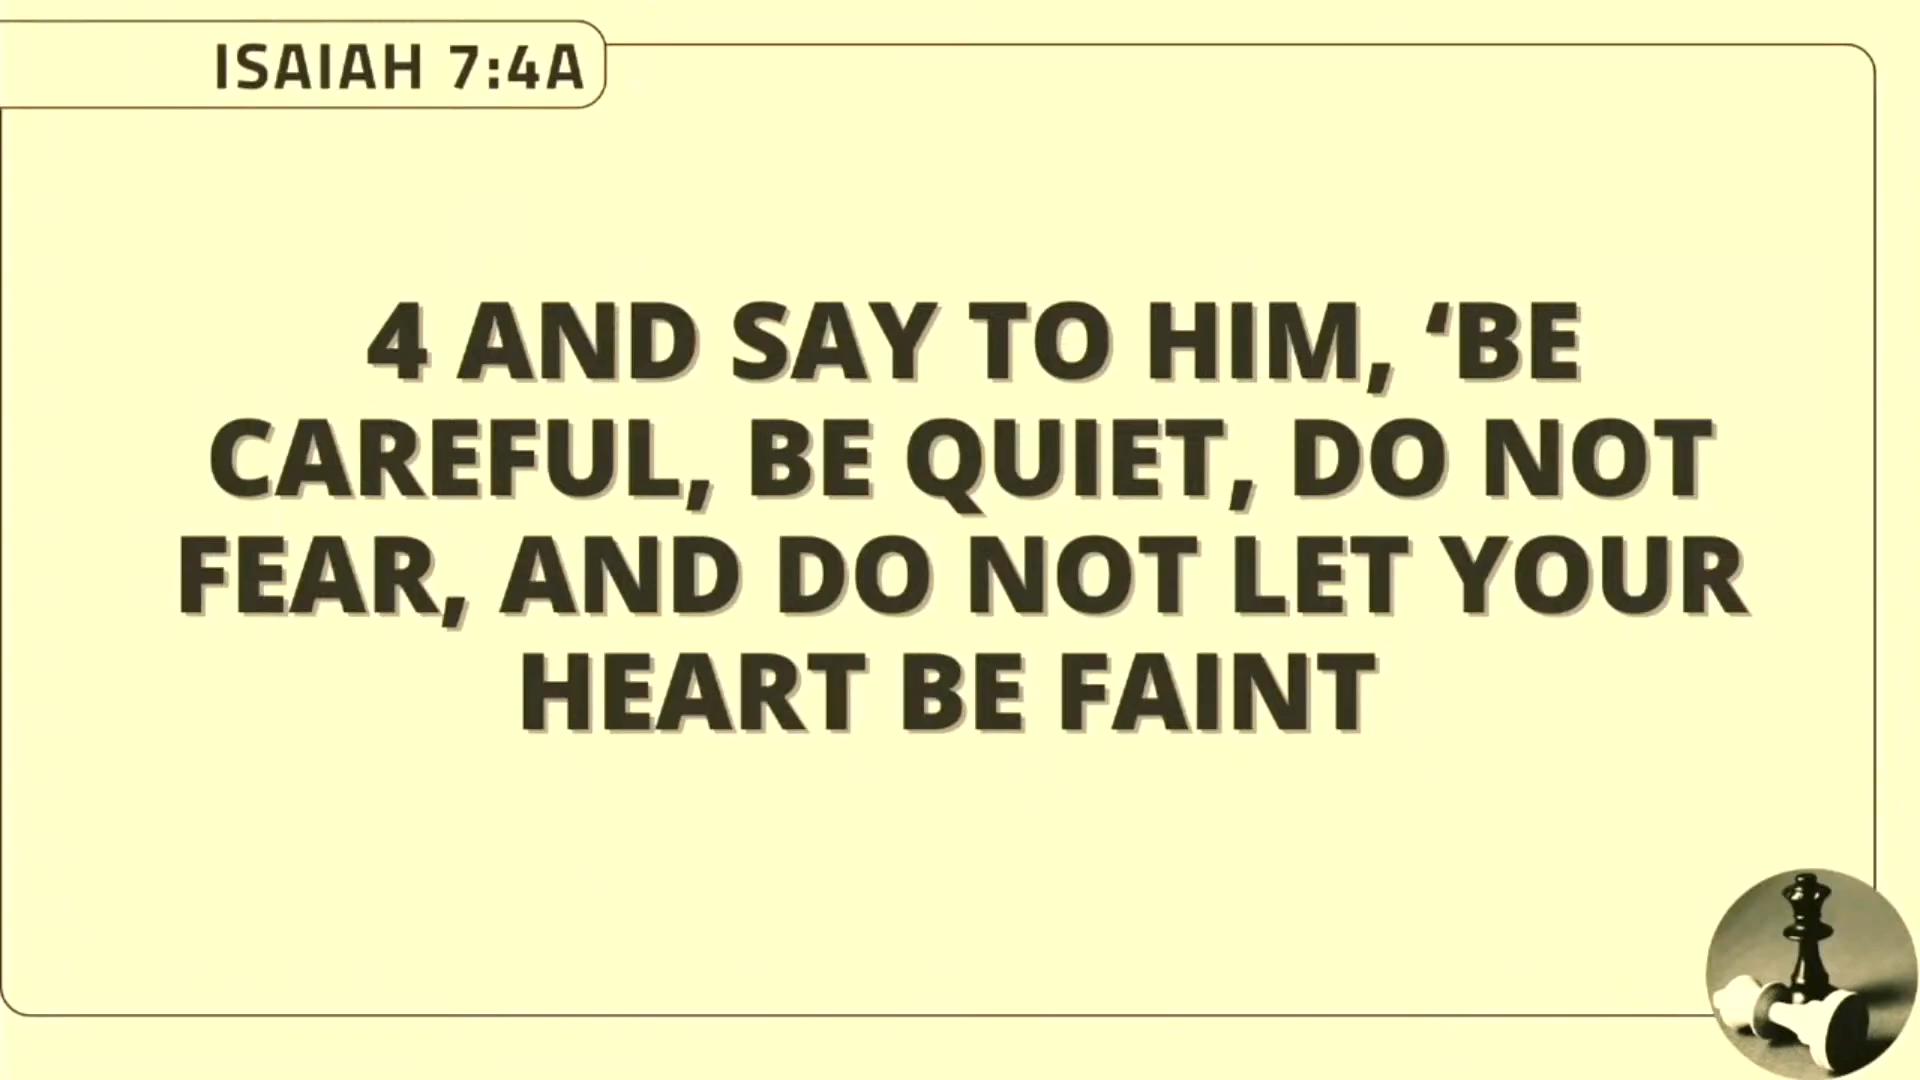 ISAIAH 7:4A
4 AND SAY TO HIM, ‘BE
CAREFUL, BE QUIET, DO NOT
FEAR, AND DO NOT LET YOUR
HEART BE FAINT